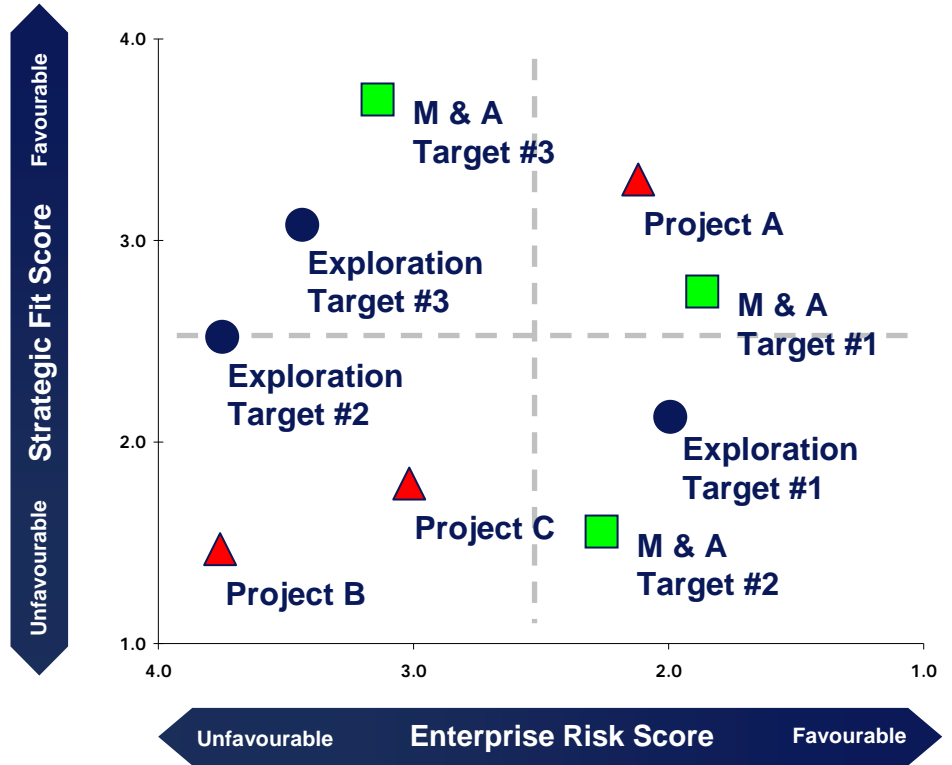 Favourable
Strategic Fit Score
Unfavourable
4.0
3.0
2.0
1.0
M & A
Target #3
Project A
Exploration
Target #3
M & A
Target #1
Exploration
Target #2
Exploration
Target #1
Project C
M & A
Target #2
Project B
4.0
3.0
2.0
1.0
Unfavourable
Enterprise Risk Score
Favourable